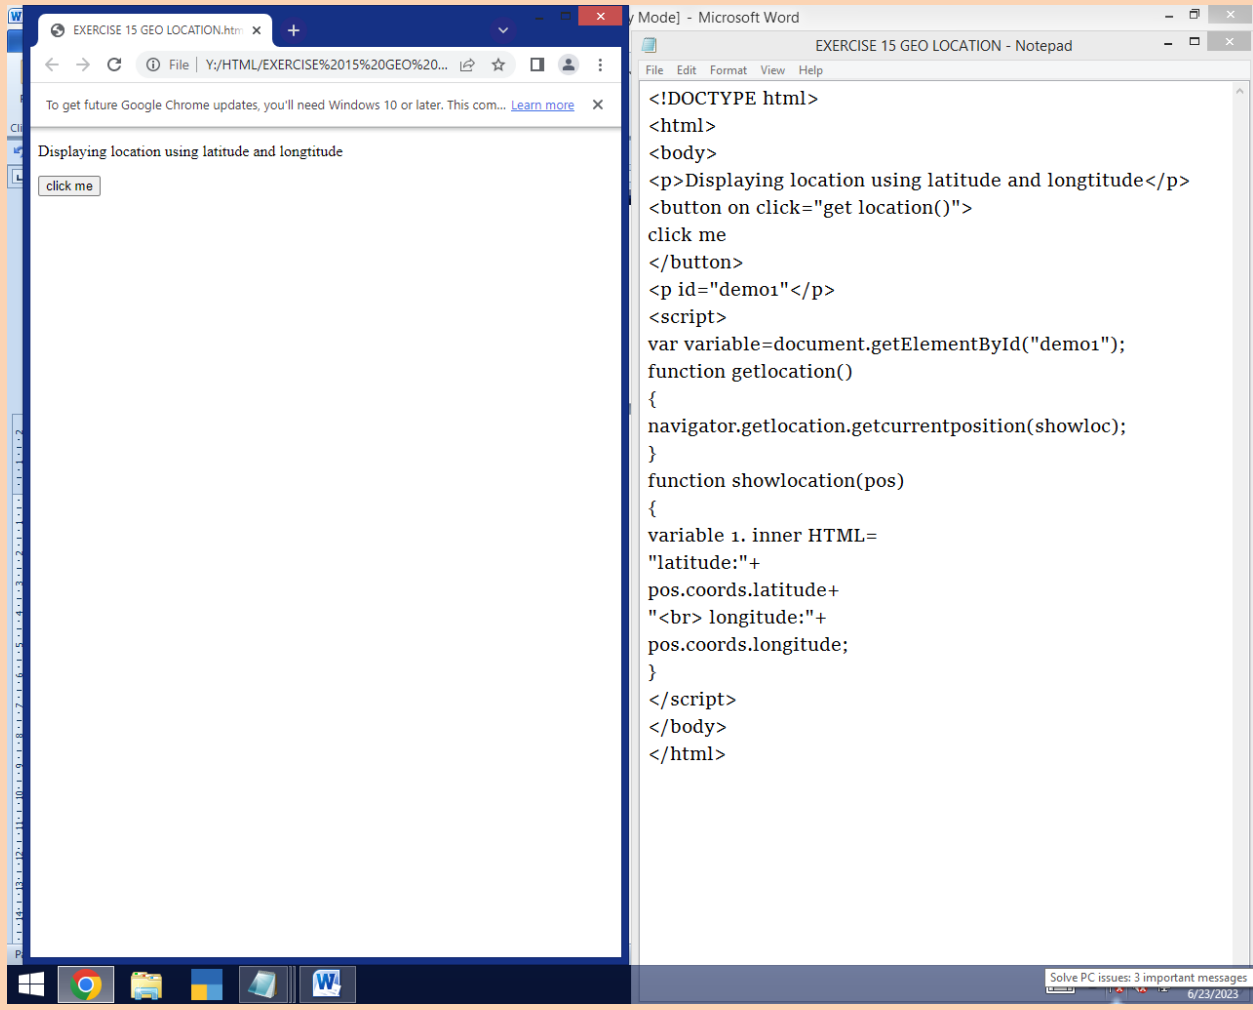 y Mode] - Microsoft Word
EXERCISE 15 GEO LOCATION.htm
EXERCISE 15 GEO LOCATION - Notepad
File | Y:/HTML/EXERCISE%2015%20GEO%20...
File Edit Format View Help
To get future Google Chrome updates, you'll need Windows 10 or later. This com... Learn more
Displaying location using latitude and longtitude
click me
<!DOCTYPE html>
<html>
<body>
<p>Displaying location using latitude and longtitude</p>
<button on click="get location()">
click me
</button>
<p id="demo1"</p>
<script>
var variable=document.getElementById("demo1");
function getlocation()
{
navigator.getlocation.getcurrentposition(showloc);
}
function showlocation(pos)
{
variable 1. inner HTML=
"latitude:"+
pos.coords.latitude+
"<br> longitude:"+
pos.coords.longitude;
}
</script>
</body>
</html>
Solve PC issues: 3 important messages
6/23/2023